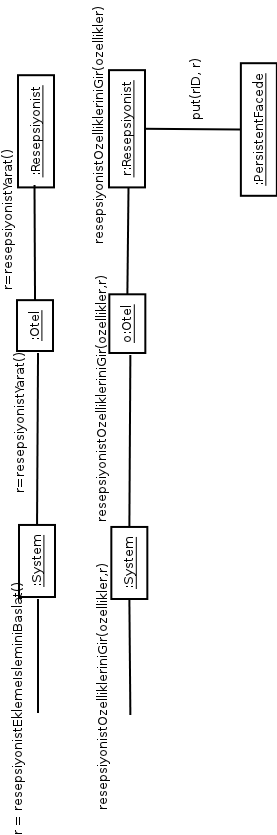 r = resepsiyonistEklemeIsleminiBaslat()
:System
r=resepsiyonistYarat()
:Otel
r=resepsiyonistYarat()
:Resepsiyonist
resepsiyonistOzellikleriniGir(ozellikler,r)
:System
resepsiyonistOzellikleriniGir(ozellikler,r)
o:Otel
resepsiyonistOzellikleriniGir(ozellikler)
r:Resepsiyonist
put(rID, r)
:PersistentFacede